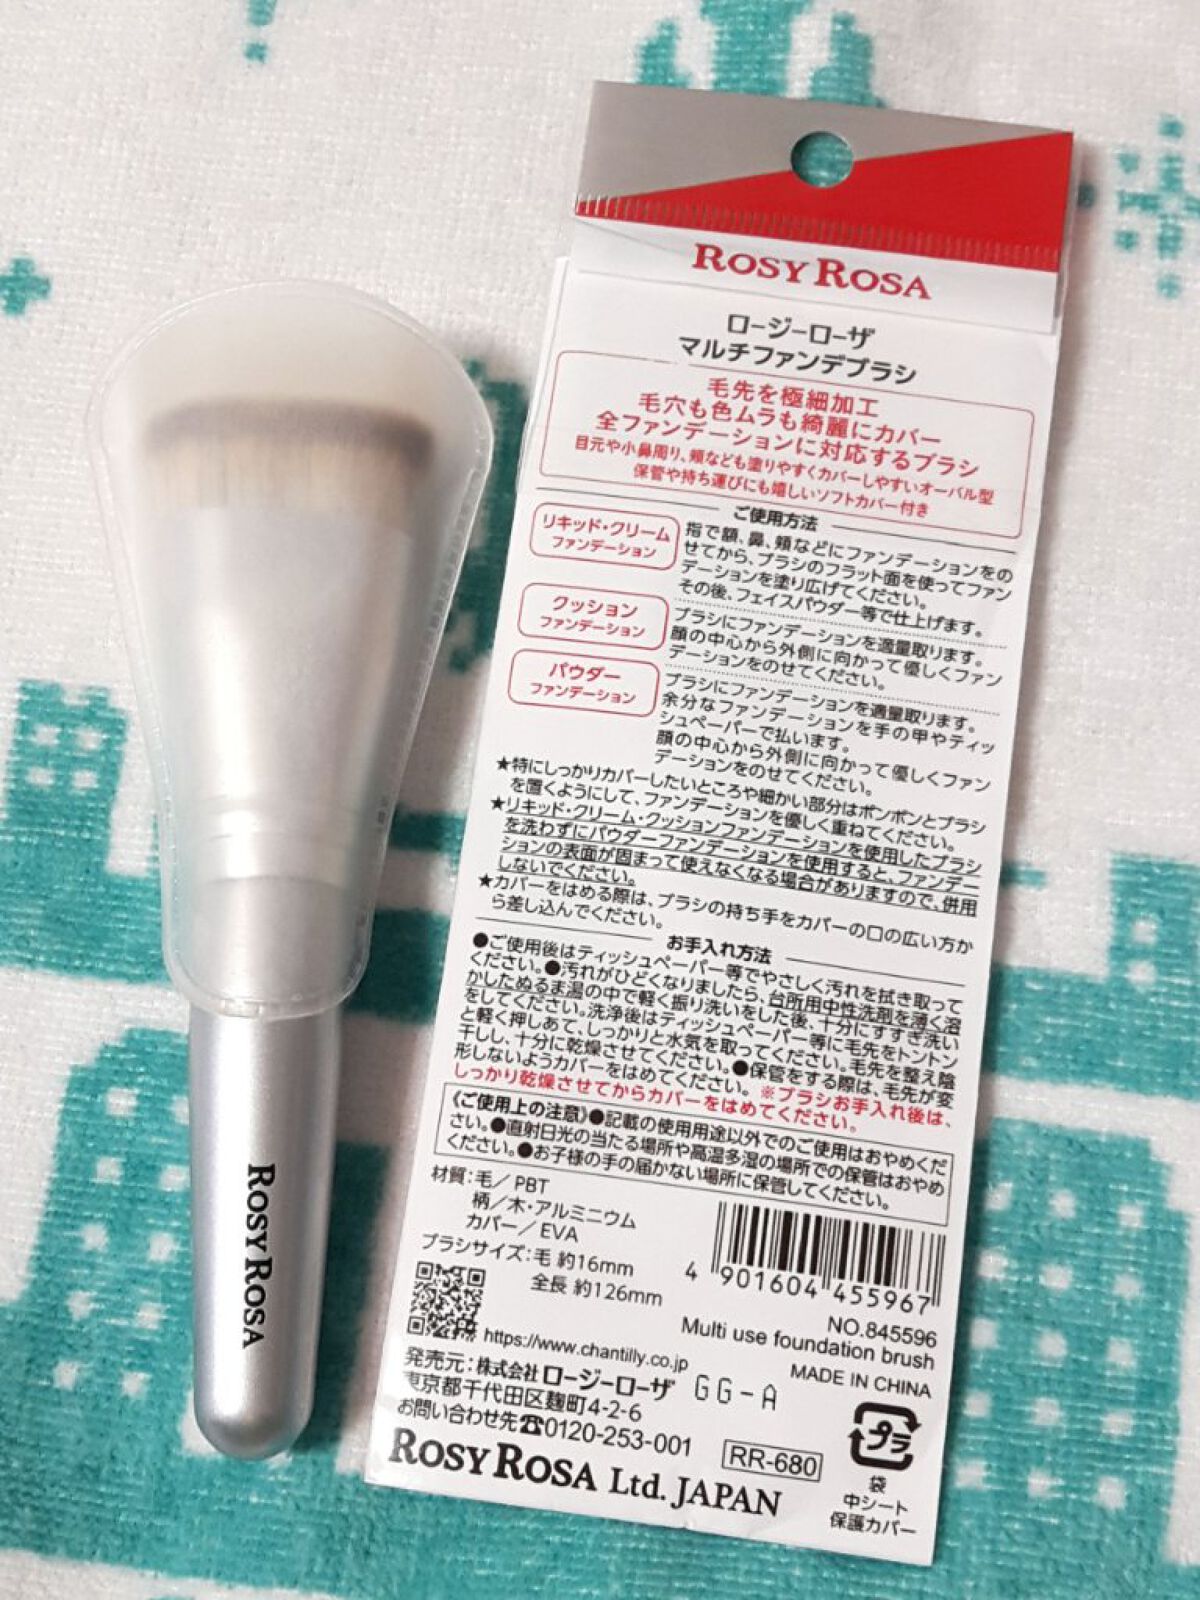 ROSY ROSA
ROSY ROSA
ロージーローザ
マルチファンデブラシ
毛先を極細加工
毛穴も色ムラも綺麗にカバー
全ファンデーションに対応するブラシ
目元や小鼻周り、頬なども塗りやすくカバーしやすいオーバル型
保管や持ち運びにも嬉しいソフトカバー付き
ご使用方法
リキッド・クリーム
ファンデーション
指で額、鼻、頬などにファンデーションをの
せてから、ブラシのフラット面を使ってファン
デーションを塗り広げてください。
その後、フェイスパウダー等で仕上げます。
クッション
ファンデーション
ブラシにファンデーションを適量取ります。
顔の中心から外側に向かって優しくファン
デーションをのせてください。
パウダー
ファンデーション
ブラシにファンデーションを適量取ります。
余分なファンデーションを手の甲やティッ
シュペーパーで払います。
顔の中心から外側に向かって優しくファン
デーションをのせてください。
★特にしっかりカバーしたいところや細かい部分はポンポンとブラシ
を置くようにして、ファンデーションを優しく重ねてください。
★リキッド・クリーム・クッションファンデーションを使用したブラシ
を洗わずにパウダーファンデーションを使用すると、ファンデー
ションの表面が固まって使えなくなる場合がありますので、併用
しないでください。
★カバーをはめる際は、ブラシの持ち手をカバーの口の広い方か
ら差し込んでください。
お手入れ方法
●ご使用後はティッシュペーパー等でやさしく汚れを拭き取って
ください。●汚れがひどくなりましたら、台所用中性洗剤を薄く溶
かしたぬるま湯の中で軽く振り洗いをした後、十分にすすぎ洗い
をしてください。洗浄後はティッシュペーパー等に毛先をトントン
と軽く押しあて、しっかりと水気を取ってください。毛先を整え陰
干しし、十分に乾燥させてください。●保管をする際は、毛先が変
形しないようカバーをはめてください。※ブラシお手入れ後は、
しっかり乾燥させてからカバーをはめてください。
《ご使用上の注意》●記載の使用用途以外でのご使用はおやめくだ
さい。●直射日光の当たる場所や高温多湿の場所での保管はおやめ
ください。●お子様の手の届かない場所に保管してください。
材質：毛／PBT
柄／木・アルミニウム
カバー／EVA
ブラシサイズ：毛 約16mm
全長 約126mm
4 901604 455967
NO.845596
Multi use foundation brush
MADE IN CHINA
https://www.chantilly.co.jp
発売元：株式会社 ロージーローザ GG-A
東京都千代田区麹町4-2-6
お問い合わせ先☎0120-253-001
RR-680
ROSY ROSA Ltd. JAPAN
プラ
袋
中シート
保護カバー